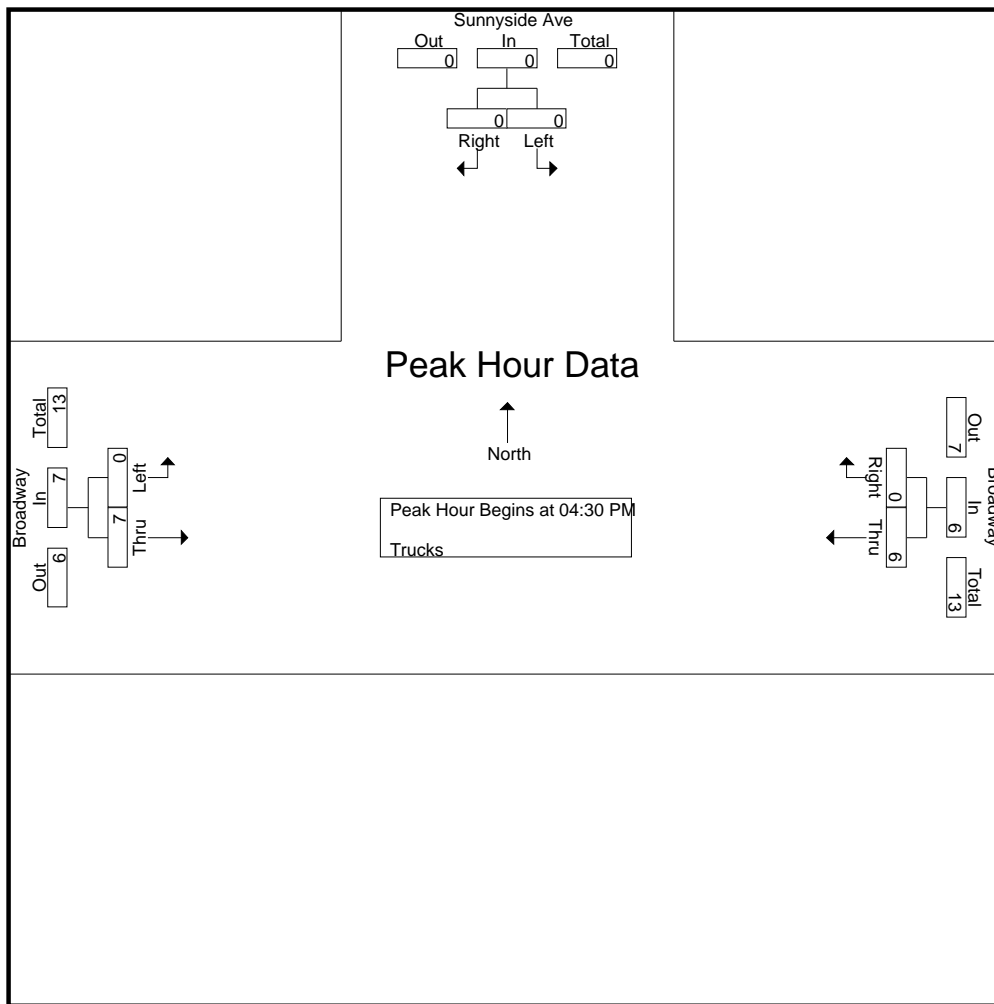 Sunnyside Ave
Out In Total
0 0 0
0 0
Right Left
Peak Hour Data
North
Peak Hour Begins at 04:30 PM
Trucks
Broadway
Out In Total
6 7 13
7 0
Thru Left
Broadway
Out In Total
7 6 13
0 6
Right Thru